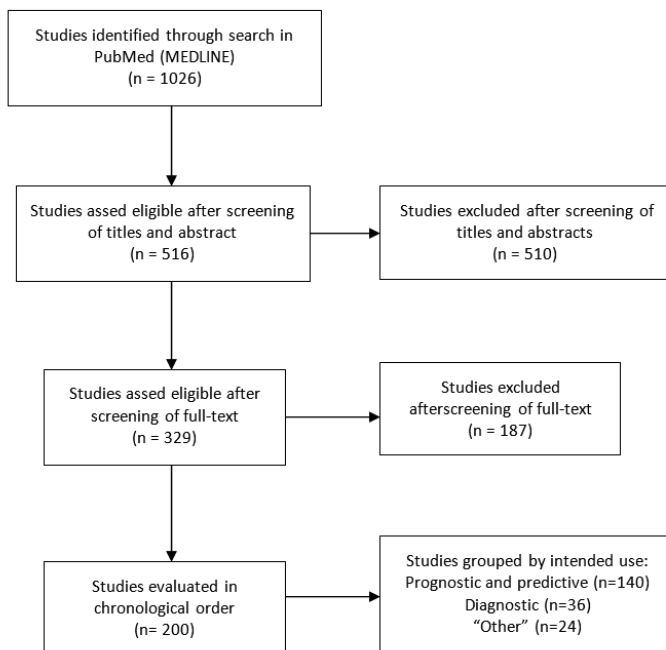 Studies identified through search in
PubMed (MEDLINE)
(n = 1026)
Studies assed eligible after screening
of titles and abstract
(n = 516)
Studies excluded after screening of
titles and abstracts
(n = 510)
Studies assed eligible after
screening of full-text
(n = 329)
Studies excluded
afterscreening of full-text
(n = 187)
Studies evaluated in
chronological order
(n= 200)
Studies grouped by intended use:
Prognostic and predictive (n=140)
Diagnostic (n=36)
“Other” (n=24)